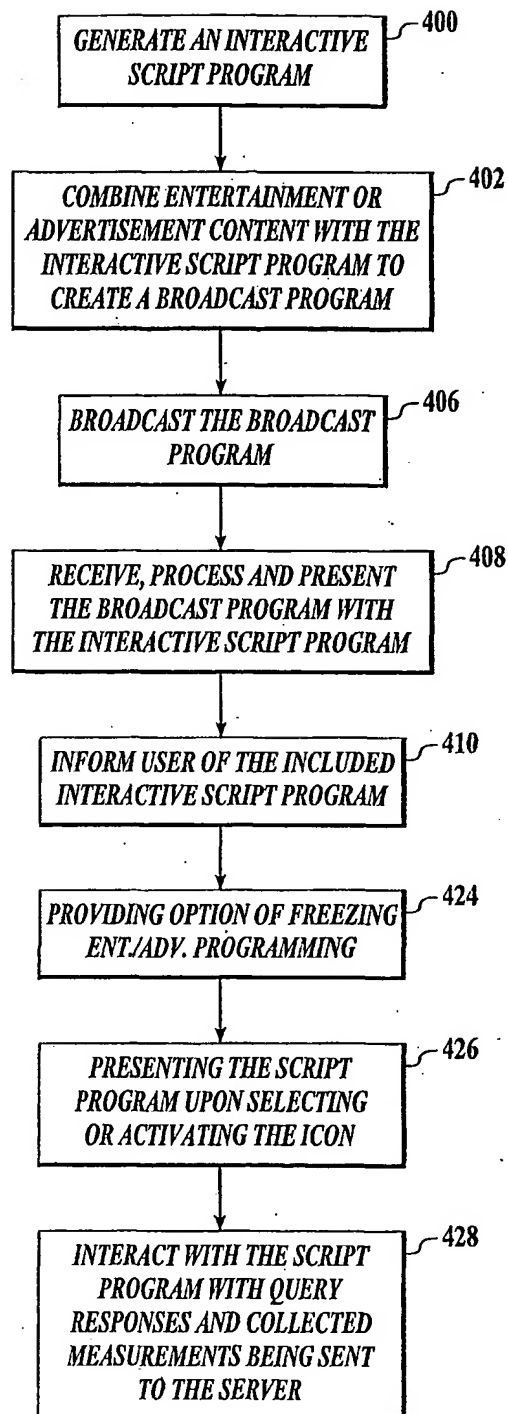 GENERATE AN INTERACTIVE
SCRIPT PROGRAM
400
COMBINE ENTERTAINMENT OR
ADVERTISEMENT CONTENT WITH THE
INTERACTIVE SCRIPT PROGRAM TO
CREATE A BROADCAST PROGRAM
402
BROADCAST THE BROADCAST
PROGRAM
406
RECEIVE, PROCESS AND PRESENT
THE BROADCAST PROGRAM WITH
THE INTERACTIVE SCRIPT PROGRAM
408
INFORM USER OF THE INCLUDED
INTERACTIVE SCRIPT PROGRAM
410
PROVIDING OPTION OF FREEZING
ENT./ADV. PROGRAMMING
424
PRESENTING THE SCRIPT
PROGRAM UPON SELECTING
OR ACTIVATING THE ICON
426
INTERACT WITH THE SCRIPT
PROGRAM WITH QUERY
RESPONSES AND COLLECTED
MEASUREMENTS BEING SENT
TO THE SERVER
428